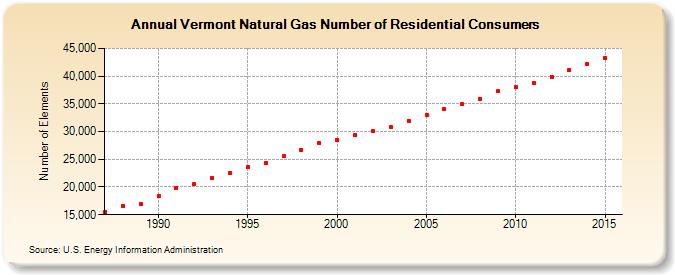 Annual Vermont Natural Gas Number of Residential Consumers
Number of Elements
45,000
40,000
35,000
30,000
25,000
20,000
15,000
1990 1995 2000 2005 2010 2015
Source: U.S. Energy Information Administration